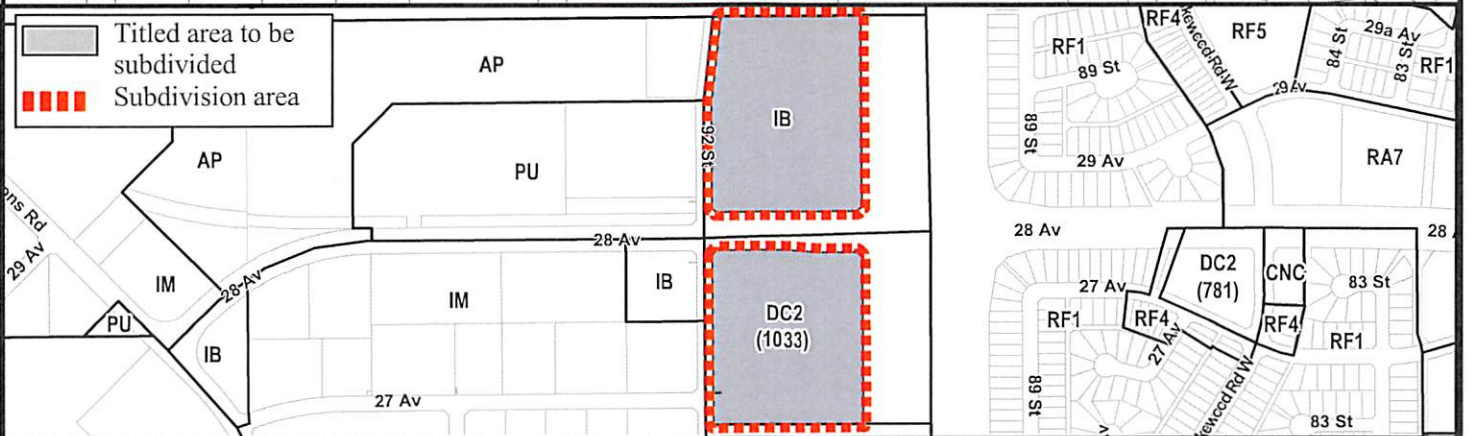 Titled area to be
subdivided
Subdivision area
AP
AP
PU
IB
92 St
28 Av
IM
28 Av
PU
IB
IM
IB
27 Av
29 Av
ons Rd
DC2
(1033)
RF1
89 St
RF4
RF5
29a Av
84 St
83 St
RF1
29 Av
89 St
29 Av
RA7
28 Av
28
27 Av
DC2
(781)
CNC
83 St
RF1
RF4
27 Av
RF4
RF1
89 St
83 St